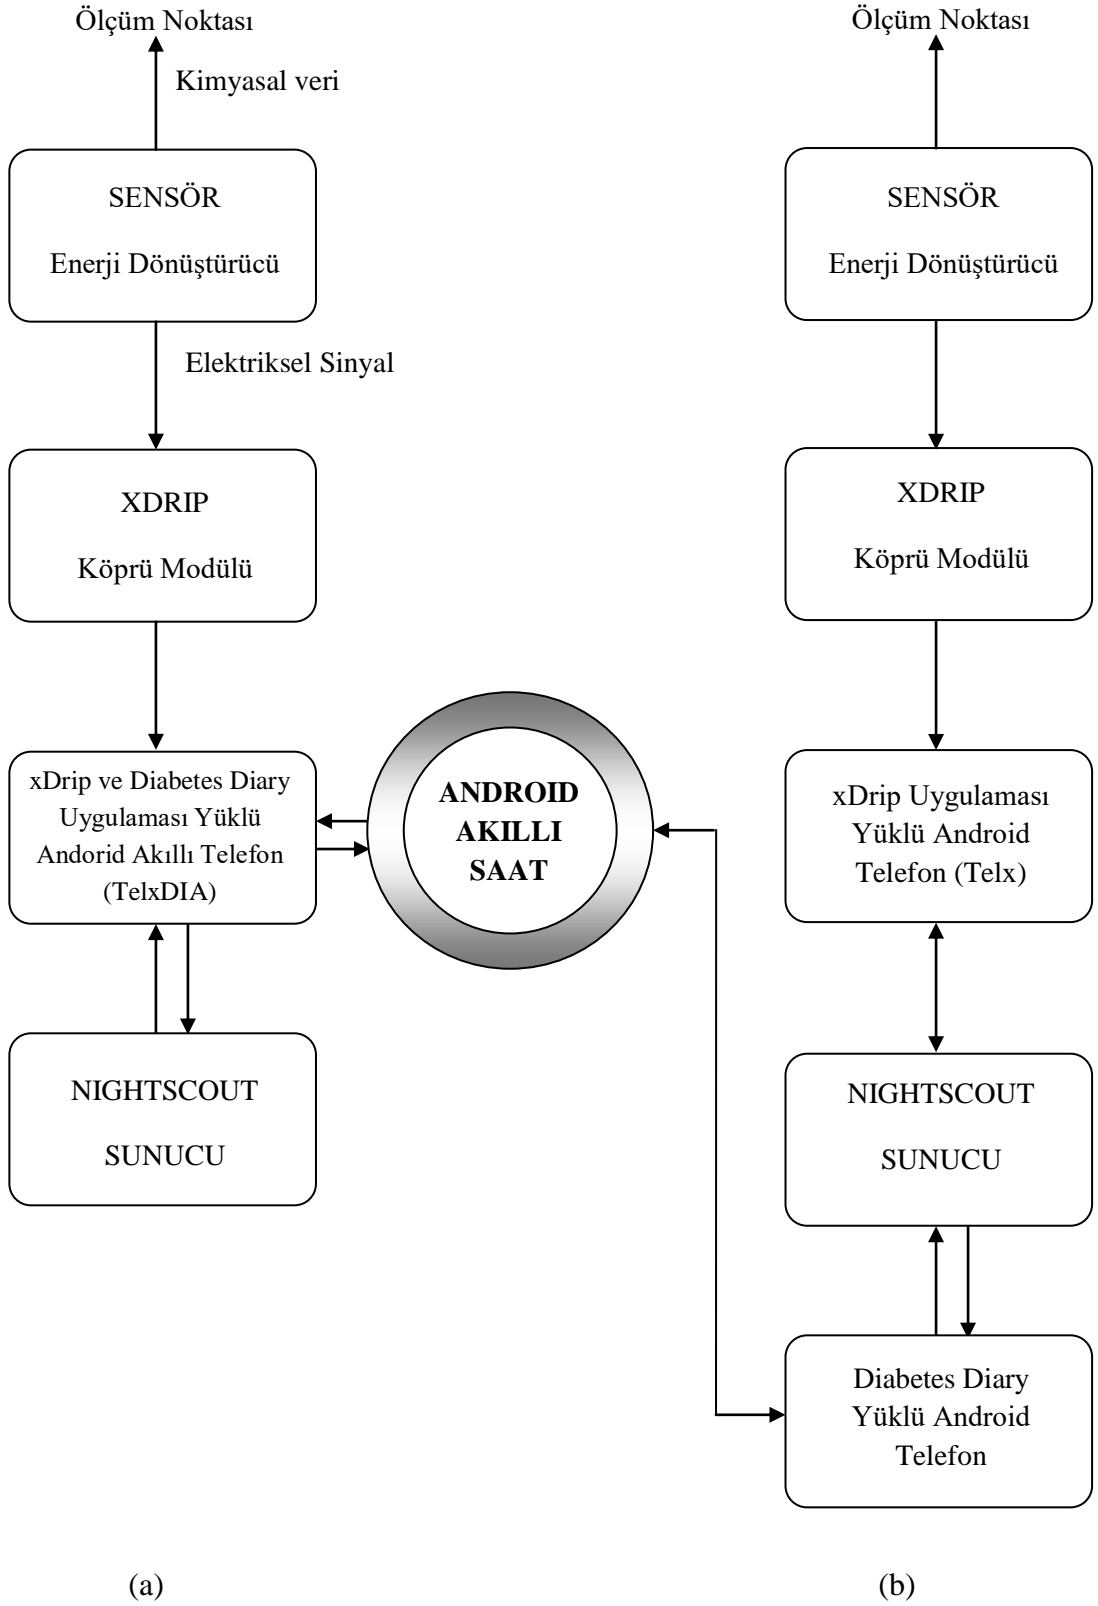 Ölçüm Noktası
Kimyasal veri
SENSÖR
Enerji Dönüştürücü
Elektriksel Sinyal
XDRIP
Köprü Modülü
xDrip ve Diabetes Diary
Uygulaması Yüklü
Andorid Akıllı Telefon
(TelxDIA)
NIGHTSCOUT
SUNUCU
(a)
ANDROID
AKILLI
SAAT
Ölçüm Noktası
SENSÖR
Enerji Dönüştürücü
XDRIP
Köprü Modülü
xDrip Uygulaması
Yüklü Android
Telefon (Telx)
NIGHTSCOUT
SUNUCU
Diabetes Diary
Yüklü Android
Telefon
(b)